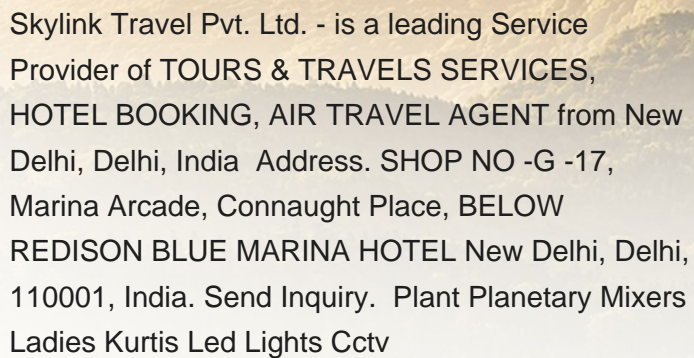 Skylink Travel Pvt. Ltd. - is a leading Service
Provider of TOURS & TRAVELS SERVICES,
HOTEL BOOKING, AIR TRAVEL AGENT from New
Delhi, Delhi, India  Address. SHOP NO -G -17,
Marina Arcade, Connaught Place, BELOW
REDISON BLUE MARINA HOTEL New Delhi, Delhi,
110001, India. Send Inquiry.  Plant Planetary Mixers
Ladies Kurtis Led Lights Cctv